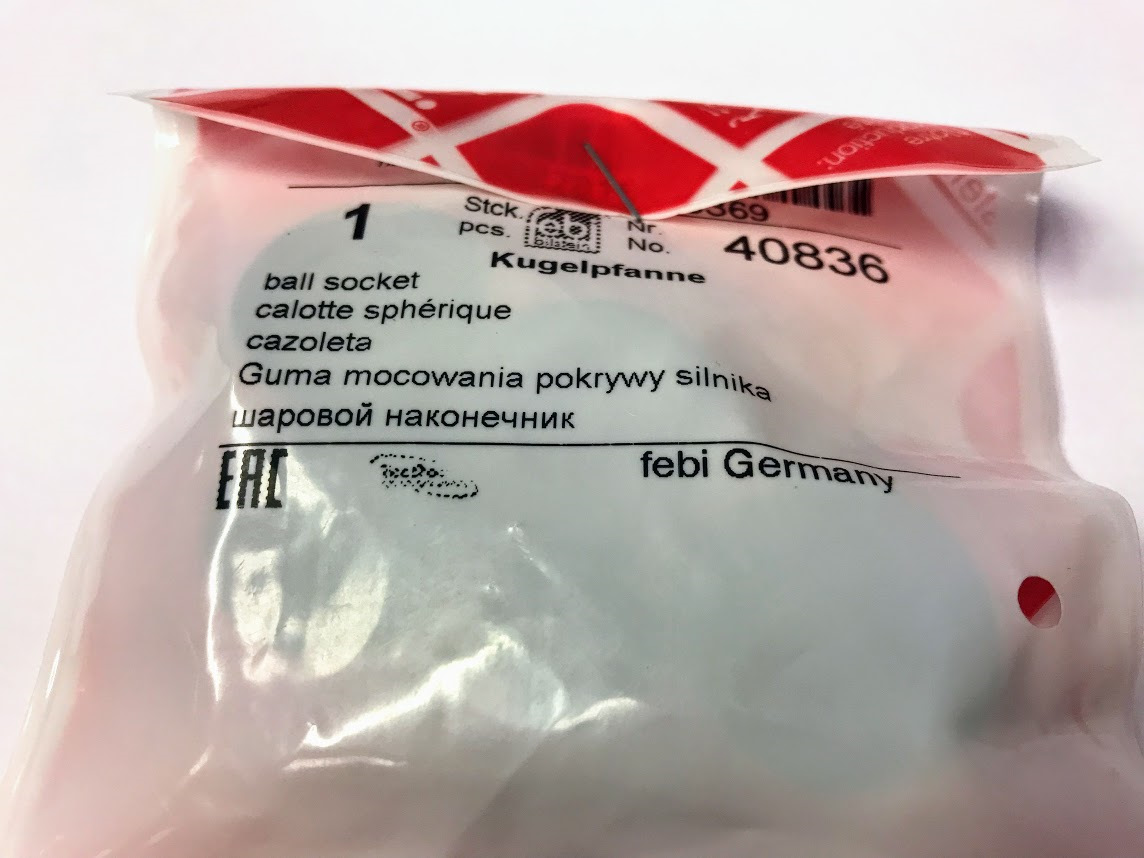 1 Stck. pcs. Nr. No. 40836
Kugelpfanne
ball socket
calotte sphérique
cazoleta
Guma mocowania pokrywy silnika
шаровой наконечник
EAC
febi Germany